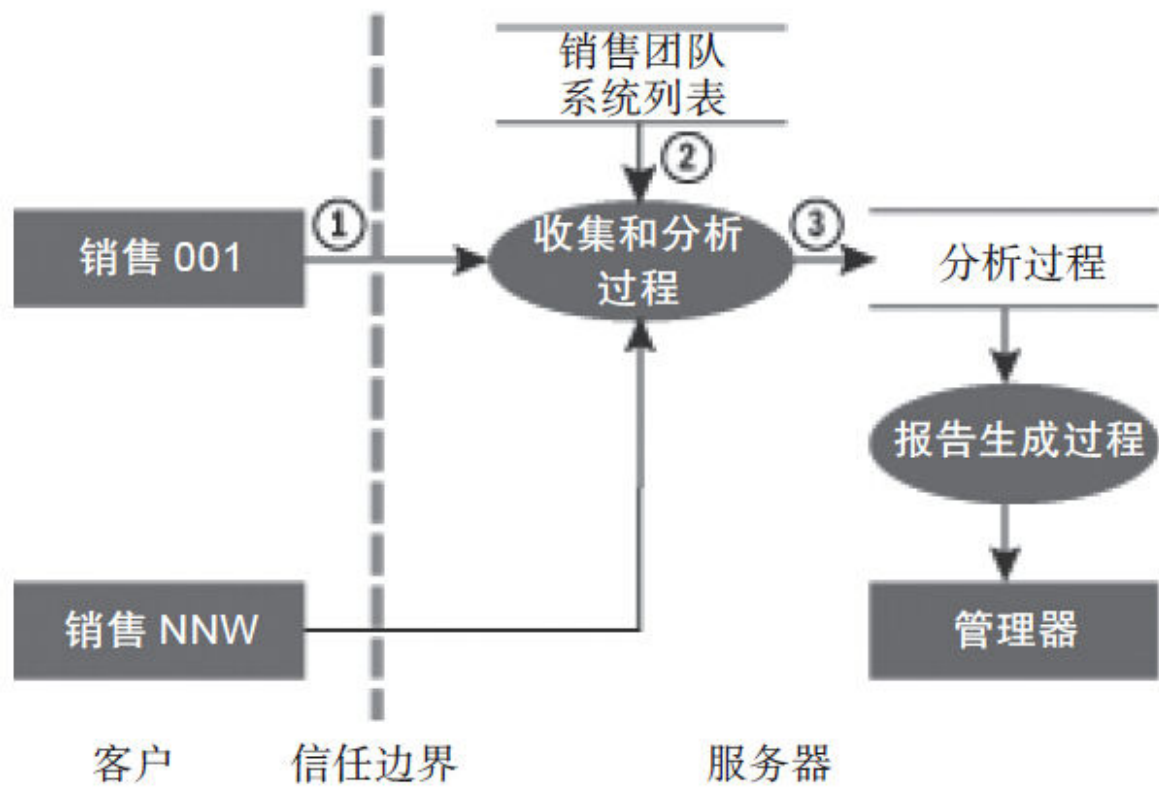 销售团队
系统列表
②
销售 001
①
收集和分析
过程
③
分析过程
报告生成过程
销售 NNW
管理器
客户
信任边界
服务器